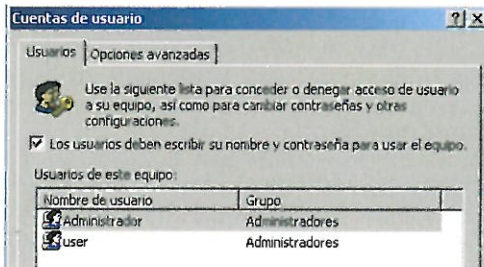 Cuentas de usuario
Usuarios Opciones avanzadas
Use la siguiente lista para conceder o denegar acceso de usuario
a su equipo, así como para cambiar contraseñas y otras
configuraciones.
Los usuarios deben escribir su nombre y contraseña para usar el equipo.
Usuarios de este equipo:
Nombre de usuario Grupo
Administrador Administradores
user Administradores